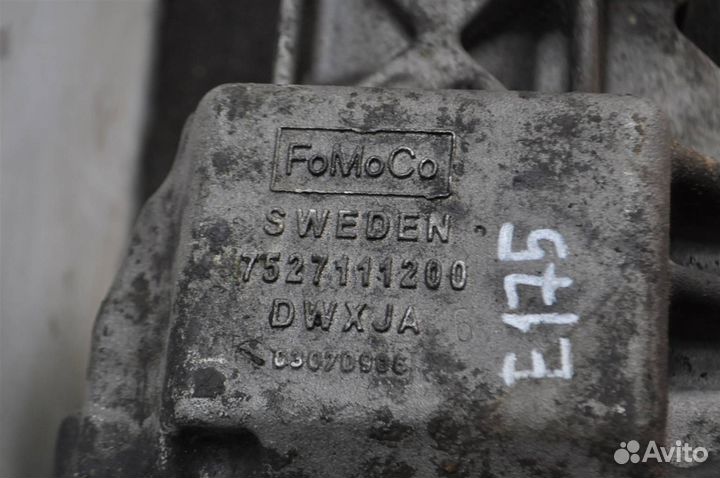 FoMoCo
SWEDEN
7527111200
DWXJA
E175
Avito